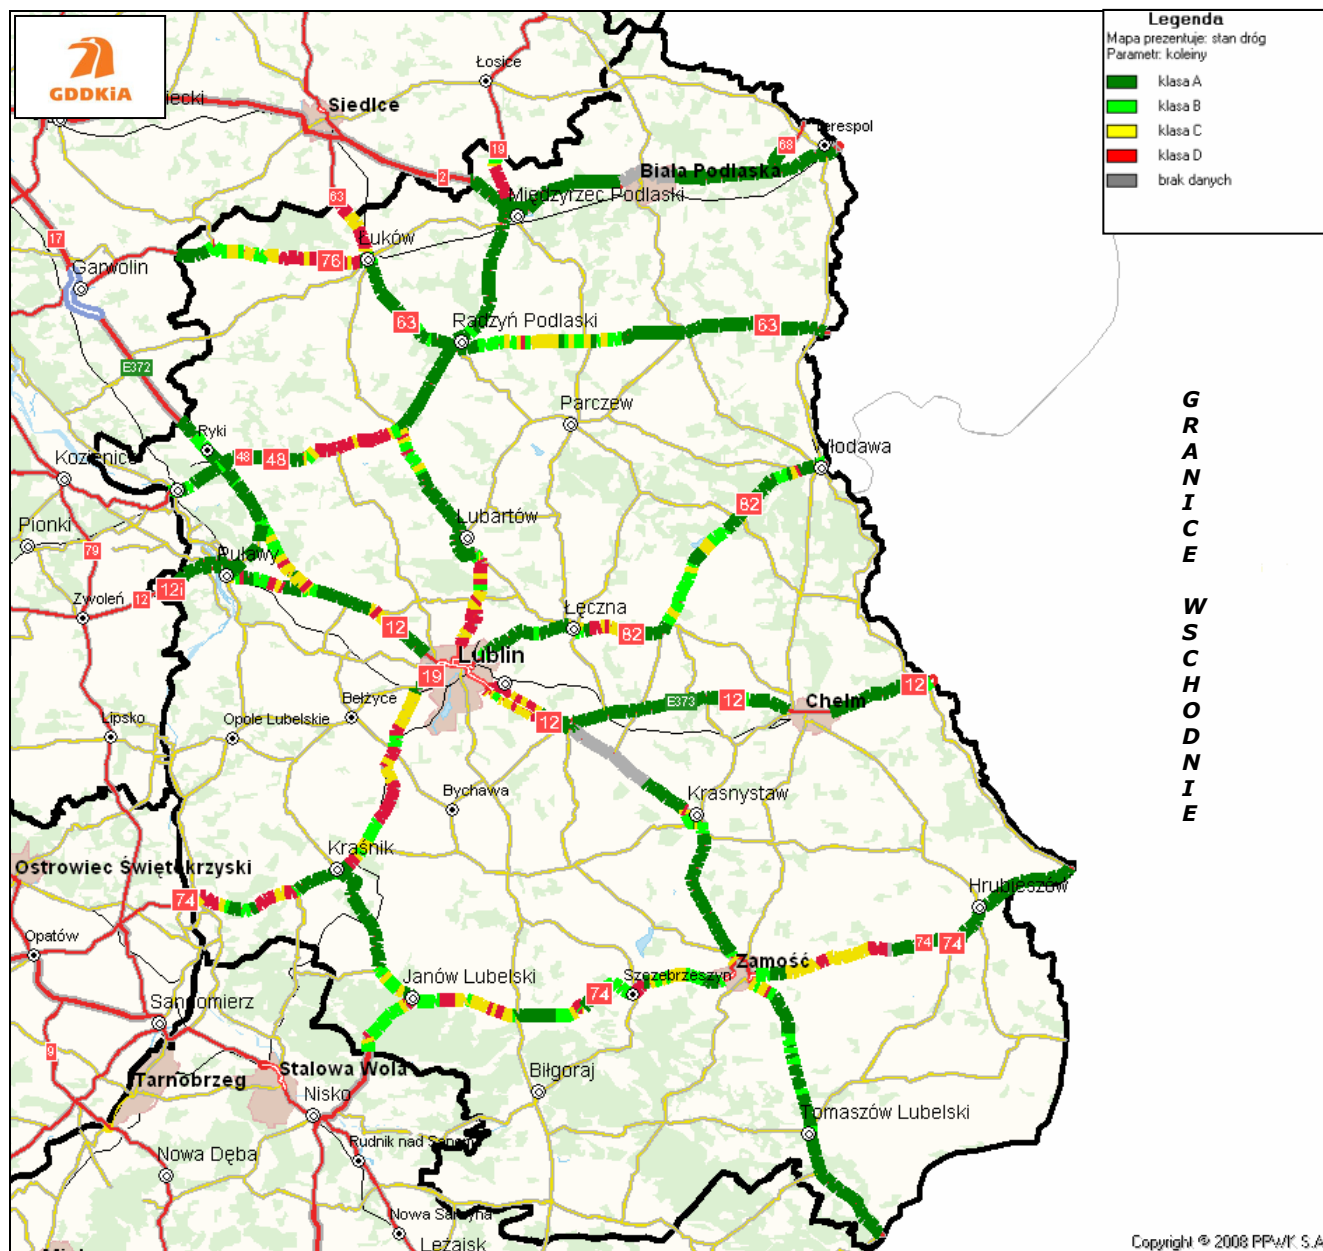 Legenda
Mapa prezentuje: stan dróg
Parametr: koleiny
klasa A
klasa B
klasa C
klasa D
brak danych
GDDKiA
iecki
Siedlce
Łosice
Terespol
68
19
2
Biala Podlaska
Międzyrzec Podlaski
63
17
Łuków
76
Garwolin
63
Radzyń Podlaski
63
E372
Parczew
Ryki
48
48
Kozienice
Włodawa
82
Pionki
79
Lubartów
Puławy
12
12
Zwoleń
Łęczna
82
12
Lublin
19
Bełżyce
12
E373
12
Chełm
12
Lipsko
Opole Lubelskie
Bychawa
Krasnystaw
Kraśnik
Ostrowiec Świętokrzyski
74
Hrubieszów
74
74
Opatów
Zamość
Szczebrzeszyn
74
Janów Lubelski
Sandomierz
9
Tarnobrzeg
Stalowa Wola
Nisko
Biłgoraj
Tomaszów Lubelski
Rudnik nad Sanem
Nowa Dęba
Nowa Sarzyna
Leżajsk
GRANICE WSCHODNIE
Copyright © 2008 PPWK S.A